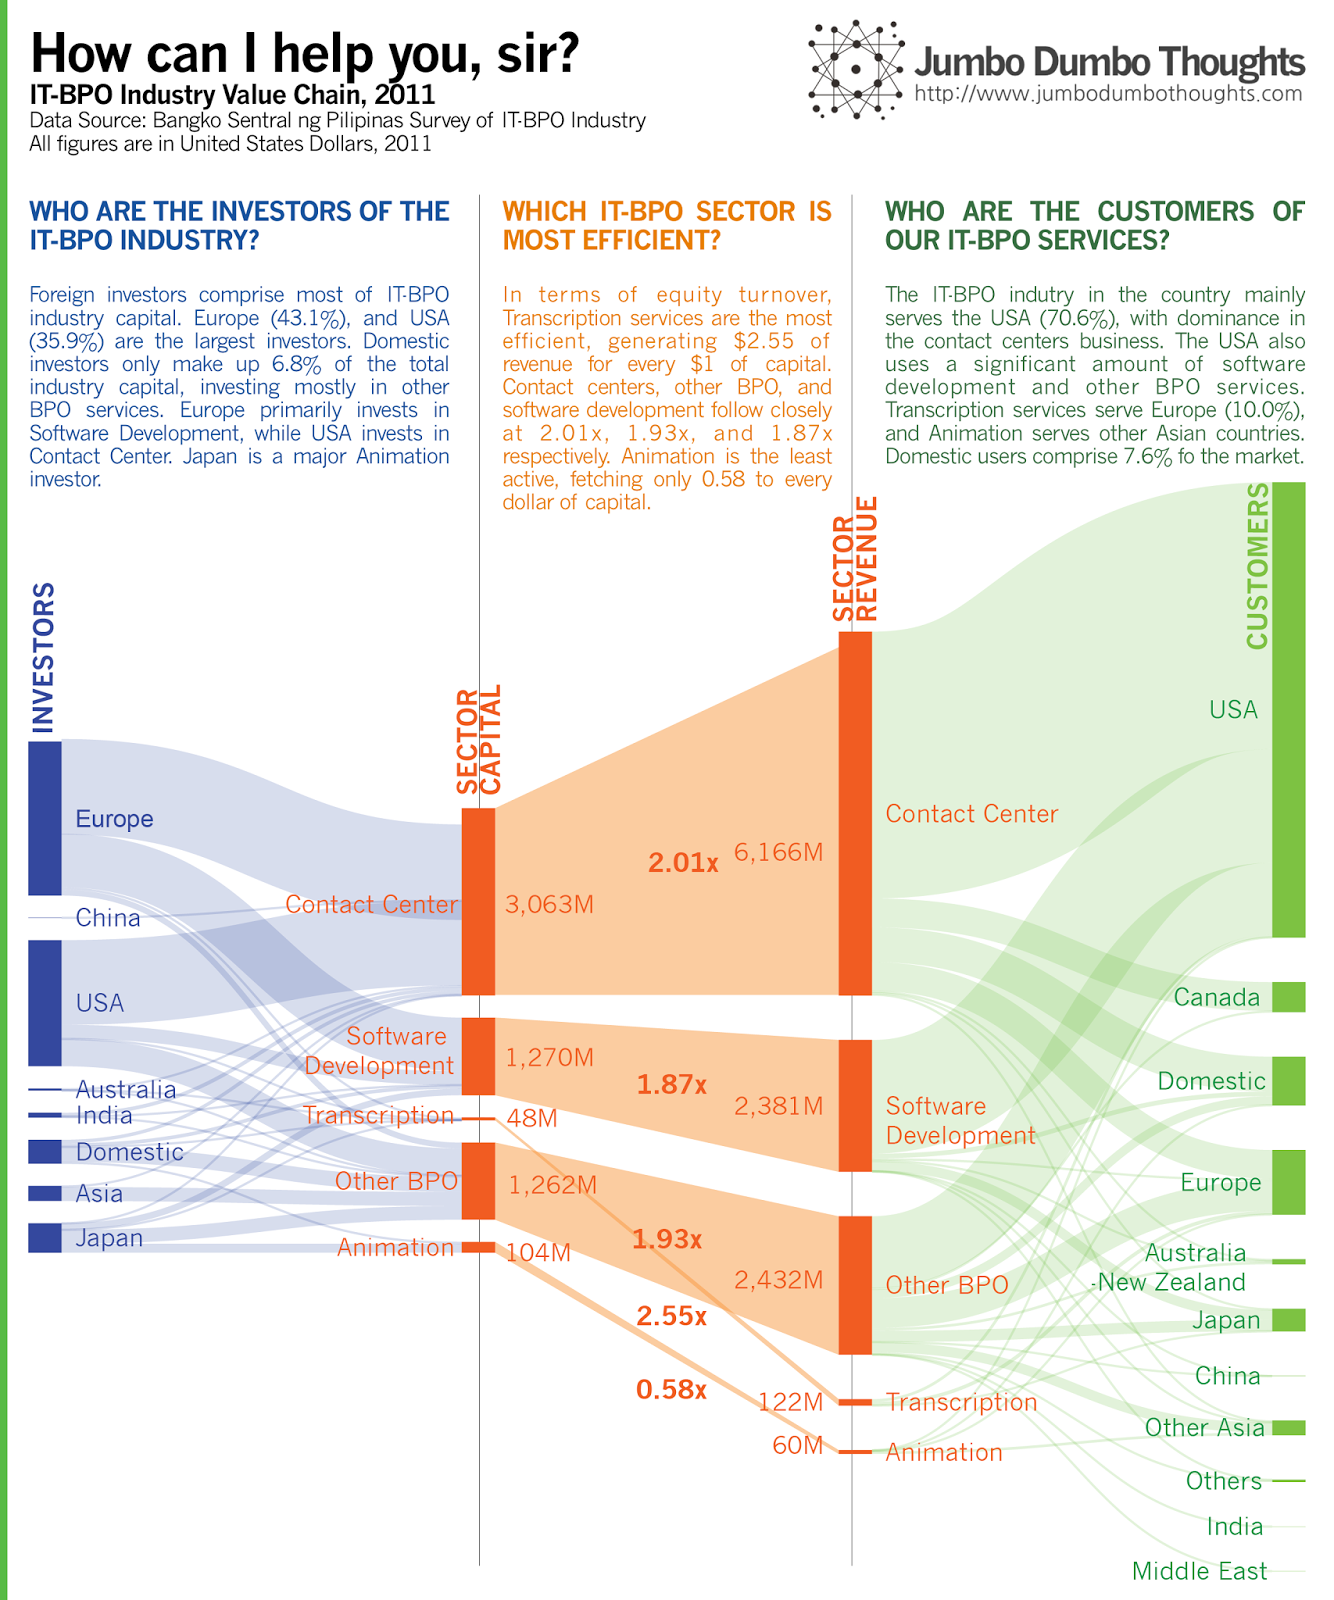 How can I help you, sir?
IT-BPO Industry Value Chain, 2011
Data Source: Bangko Sentral ng Pilipinas Survey of IT-BPO Industry
All figures are in United States Dollars, 2011
Jumbo Dumbo Thoughts
http://www.jumbodumbothoughts.com
WHO ARE THE INVESTORS OF THE
IT-BPO INDUSTRY?
Foreign investors comprise most of IT-BPO
industry capital. Europe (43.1%), and USA
(35.9%) are the largest investors. Domestic
investors only make up 6.8% of the total
industry capital, investing mostly in other
BPO services. Europe primarily invests in
Software Development, while USA invests in
Contact Center. Japan is a major Animation
investor.
WHICH IT-BPO SECTOR IS
MOST EFFICIENT?
In terms of equity turnover,
Transcription services are the most
efficient, generating $2.55 of
revenue for every $1 of capital.
Contact centers, other BPO, and
software development follow closely
at 2.01x, 1.93x, and 1.87x
respectively. Animation is the least
active, fetching only 0.58 to every
dollar of capital.
WHO ARE THE CUSTOMERS OF
OUR IT-BPO SERVICES?
The IT-BPO indutry in the country mainly
serves the USA (70.6%), with dominance in
the contact centers business. The USA also
uses a significant amount of software
development and other BPO services.
Transcription services serve Europe (10.0%),
and Animation serves other Asian countries.
Domestic users comprise 7.6% fo the market.
INVESTORS
Europe
China
USA
Australia
India
Domestic
Asia
Japan
SECTOR
CAPITAL
Contact Center
3,063M
Software
Development
1,270M
Transcription
48M
Other BPO
1,262M
Animation
104M
2.01x
1.87x
1.93x
2.55x
0.58x
SECTOR
REVENUE
6,166M
Contact Center
2,381M
Software
Development
2,432M
Other BPO
122M
Transcription
60M
Animation
CUSTOMERS
USA
Canada
Domestic
Europe
Australia
-New Zealand
Japan
China
Other Asia
Others
India
Middle East